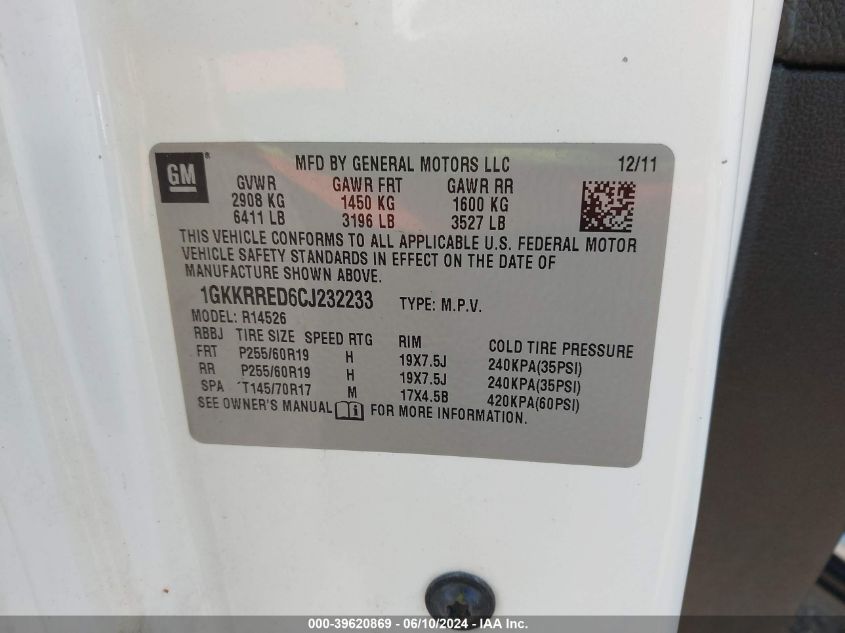 GM ® MFD BY GENERAL MOTORS LLC 12/11
GVWR GAWR FRT GAWR RR
2908 KG 1450 KG 1600 KG
6411 LB 3196 LB 3527 LB
THIS VEHICLE CONFORMS TO ALL APPLICABLE U.S. FEDERAL MOTOR
VEHICLE SAFETY STANDARDS IN EFFECT ON THE DATE OF
MANUFACTURE SHOWN ABOVE.
1GKKRRED6CJ232233 TYPE: M.P.V.
MODEL: R14526
RBBJ TIRE SIZE SPEED RTG RIM COLD TIRE PRESSURE
FRT P255/60R19 H 19X7.5J 240KPA(35PSI)
RR P255/60R19 H 19X7.5J 240KPA(35PSI)
SPA T145/70R17 M 17X4.5B 420KPA(60PSI)
SEE OWNER'S MANUAL i FOR MORE INFORMATION.
000-39620869 - 06/10/2024 - IAA Inc.